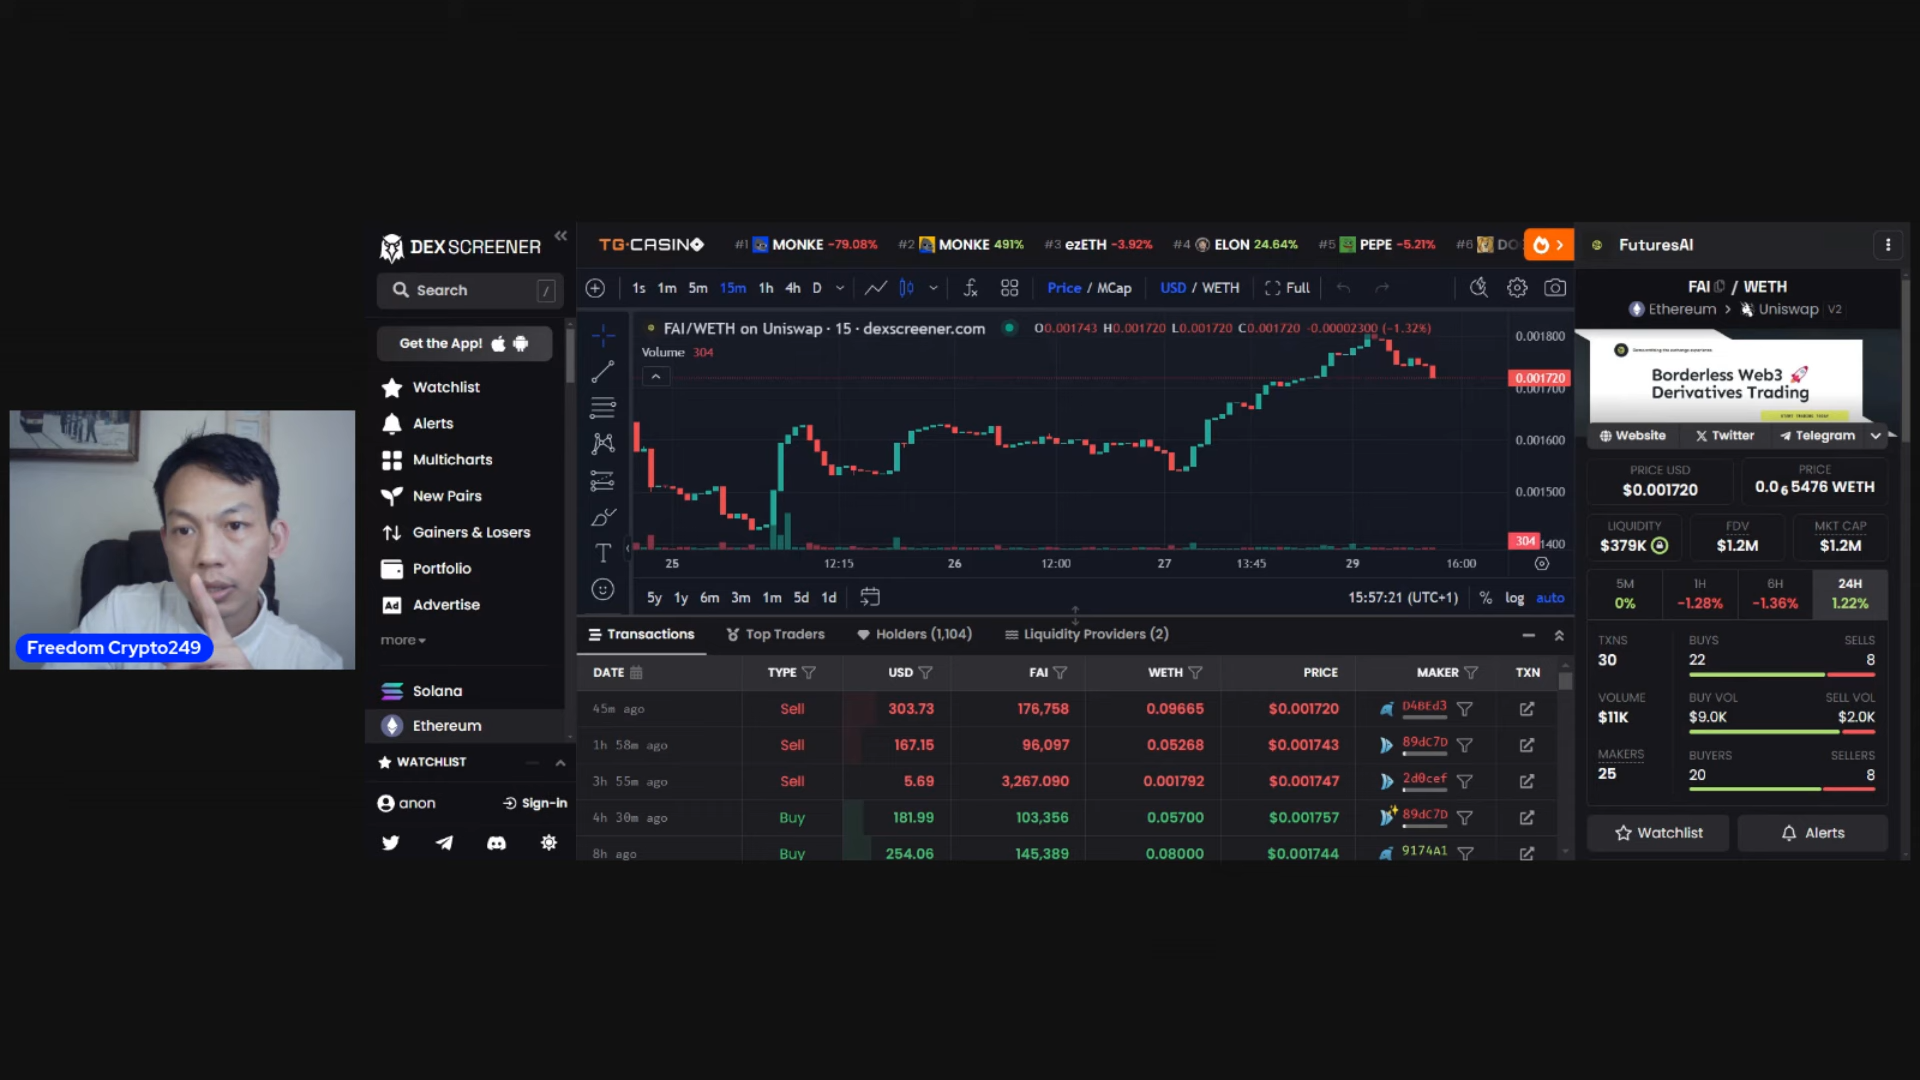 Freedom Crypto249
DEX SCREENER
Search /
Get the App!
Watchlist
Alerts
Multicharts
New Pairs
Gainers & Losers
Portfolio
Ad Advertise
more
Solana
Ethereum
WATCHLIST
anon Sign-in
TG.CASINO #1 MONKE -79.08% #2 MONKE 491% #3 ezETH -3.92% #4 ELON 24.64% #5 PEPE -5.21% #6
1s 1m 5m 15m 1h 4h D Price / MCap USD / WETH Full
FAI/WETH on Uniswap · 15 · dexscreener.com O0.001743 H0.001720 L0.001720 C0.001720 -0.00002300 (-1.32%)
Volume 304
0.001800
0.001720
0.001700
0.001600
0.001500
304
1400
25 12:15 26 12:00 27 13:45 29 16:00
5y 1y 6m 3m 1m 5d 1d 15:57:21 (UTC+1) % log auto
Transactions Top Traders Holders (1,104) Liquidity Providers (2)
DATE TYPE USD FAI WETH PRICE MAKER TXN
45m ago Sell 303.73 176,758 0.09665 $0.001720 D4BEd3
1h 58m ago Sell 167.15 96,097 0.05268 $0.001743 89dC7D
3h 55m ago Sell 5.69 3,267.090 0.001792 $0.001747 2d0cef
4h 30m ago Buy 181.99 103,356 0.05700 $0.001757 89dC7D
8h ago Buy 254.06 145,389 0.08000 $0.001744 9174A1
FuturesAI
FAI / WETH
Ethereum > Uniswap V2
Borderless Web3 🚀
Derivatives Trading
Website Twitter Telegram
PRICE USD PRICE
$0.001720 0.0₆5476 WETH
LIQUIDITY FDV MKT CAP
$379K $1.2M $1.2M
5M 1H 6H 24H
0% -1.28% -1.36% 1.22%
TXNS BUYS SELLS
30 22 8
VOLUME BUY VOL SELL VOL
$11K $9.0K $2.0K
MAKERS BUYERS SELLERS
25 20 8
Watchlist Alerts